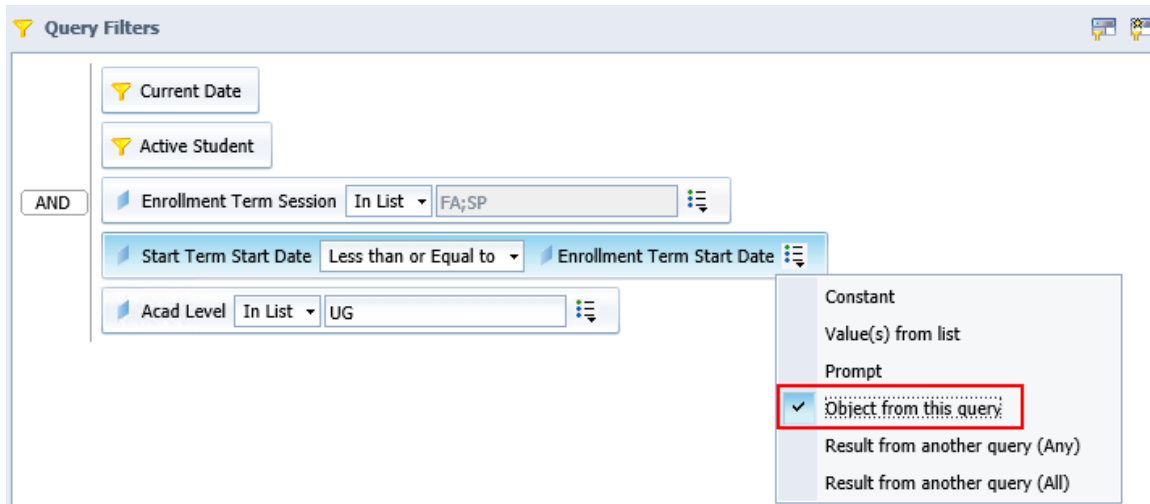 Query Filters
Current Date
Active Student
AND
Enrollment Term Session In List FA;SP
Start Term Start Date Less than or Equal to Enrollment Term Start Date
Acad Level In List UG
Constant
Value(s) from list
Prompt
Object from this query
Result from another query (Any)
Result from another query (All)